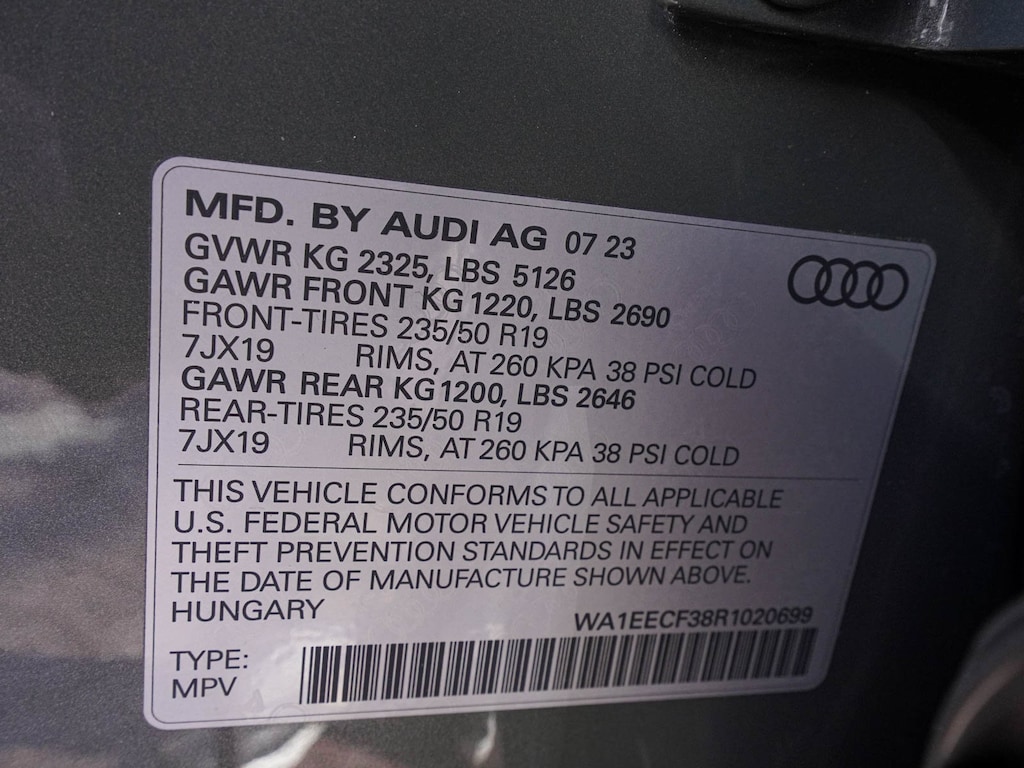 MFD. BY AUDI AG 07 23
GVWR KG 2325, LBS 5126
GAWR FRONT KG 1220, LBS 2690
FRONT-TIRES 235/50 R19
7JX19 RIMS, AT 260 KPA 38 PSI COLD
GAWR REAR KG 1200, LBS 2646
REAR-TIRES 235/50 R19
7JX19 RIMS, AT 260 KPA 38 PSI COLD
THIS VEHICLE CONFORMS TO ALL APPLICABLE
U.S. FEDERAL MOTOR VEHICLE SAFETY AND
THEFT PREVENTION STANDARDS IN EFFECT ON
THE DATE OF MANUFACTURE SHOWN ABOVE.
HUNGARY WA1EECF38R1020699
TYPE:
MPV